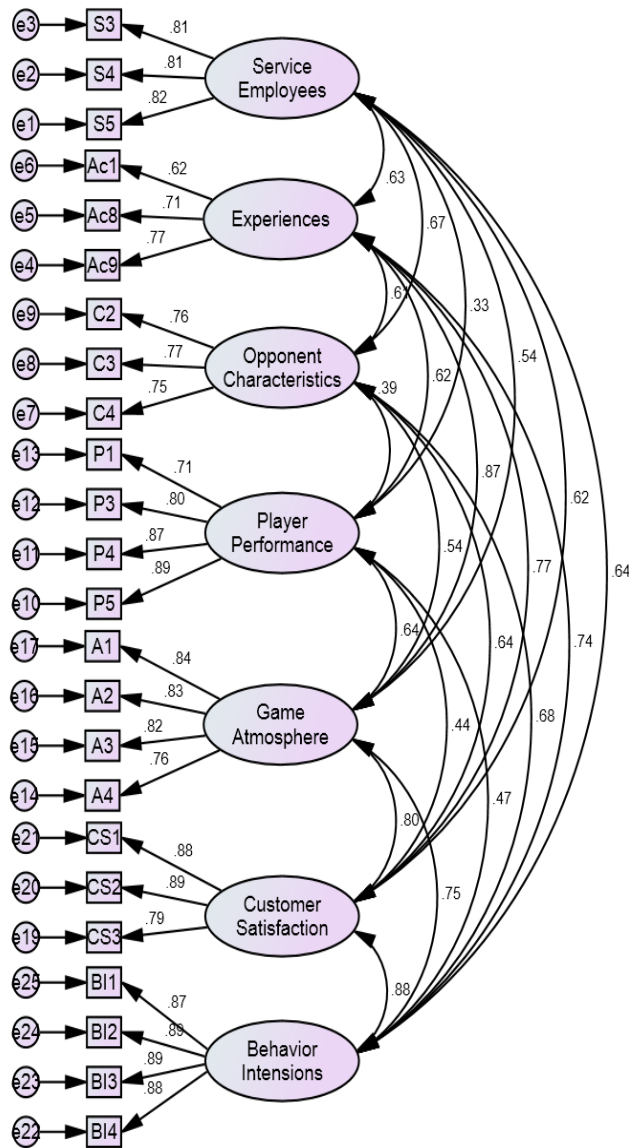 e3 S3 .81
e2 S4 .81
e1 S5 .82
Service
Employees
e6 Ac1 .62
e5 Ac8 .71
e4 Ac9 .77
Experiences
.63
.67
e9 C2 .76
e8 C3 .77
e7 C4 .75
Opponent
Characteristics
.61
.33
.62
.54
.39
e13 P1 .71
e12 P3 .80
e11 P4 .87
e10 P5 .89
Player
Performance
.87
.62
.54
.77
.64
e17 A1 .84
e16 A2 .83
e15 A3 .82
e14 A4 .76
Game
Atmosphere
.64
.64
.74
.44
.68
.47
e21 CS1 .88
e20 CS2 .89
e19 CS3 .79
Customer
Satisfaction
.80
.75
e25 BI1 .87
e24 BI2 .89
e23 BI3 .89
e22 BI4 .88
Behavior
Intensions
.88